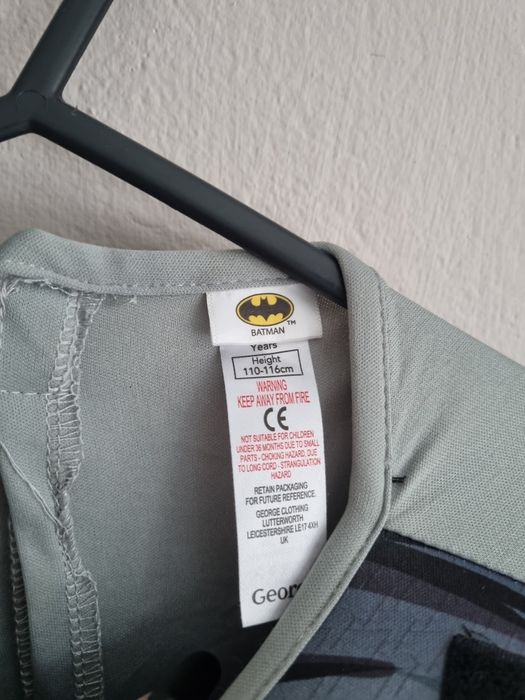 TM
BATMAN
Years
Height
110-116cm
WARNING
KEEP AWAY FROM FIRE
CE
NOT SUITABLE FOR CHILDREN
UNDER 36 MONTHS DUE TO SMALL
PARTS - CHOKING HAZARD, DUE
TO LONG CORD - STRANGULATION
HAZARD
RETAIN PACKAGING
FOR FUTURE REFERENCE.
GEORGE CLOTHING
LUTTERWORTH
LEICESTERSHIRE LE17 4XH
UK
Geor